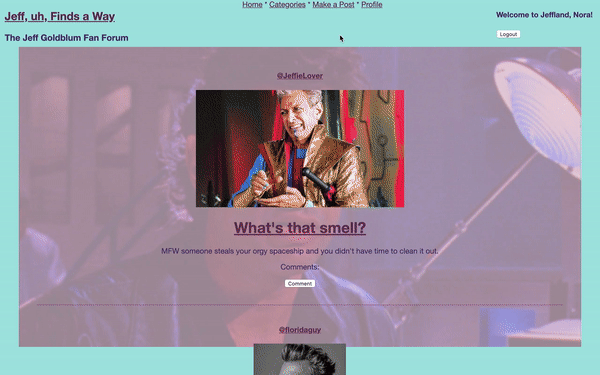 Home * Categories * Make a Post * Profile
Jeff, uh, Finds a Way
Welcome to Jeffland, Nora!
The Jeff Goldblum Fan Forum
Logout
@JeffieLover
What's that smell?
MFW someone steals your orgy spaceship and you didn't have time to clean it out.
Comments:
Comment
@floridaguy